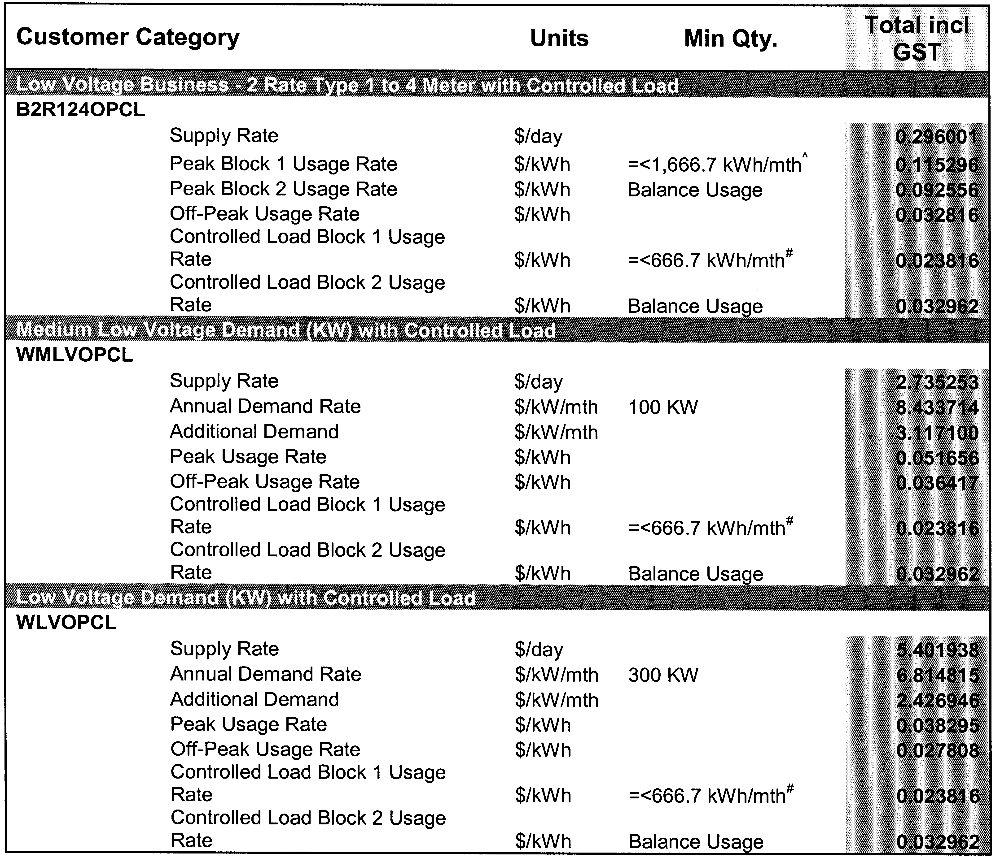 Customer Category Units Min Qty. Total incl GST
Low Voltage Business - 2 Rate Type 1 to 4 Meter with Controlled Load
B2R124OPCL
Supply Rate $/day 0.296001
Peak Block 1 Usage Rate $/kWh =<1,666.7 kWh/mth^ 0.115296
Peak Block 2 Usage Rate $/kWh Balance Usage 0.092556
Off-Peak Usage Rate $/kWh 0.032816
Controlled Load Block 1 Usage
Rate $/kWh =<666.7 kWh/mth# 0.023816
Controlled Load Block 2 Usage
Rate $/kWh Balance Usage 0.032962
Medium Low Voltage Demand (KW) with Controlled Load
WMLVOPCL
Supply Rate $/day 2.735253
Annual Demand Rate $/kW/mth 100 KW 8.433714
Additional Demand $/kW/mth 3.117100
Peak Usage Rate $/kWh 0.051656
Off-Peak Usage Rate $/kWh 0.036417
Controlled Load Block 1 Usage
Rate $/kWh =<666.7 kWh/mth# 0.023816
Controlled Load Block 2 Usage
Rate $/kWh Balance Usage 0.032962
Low Voltage Demand (KW) with Controlled Load
WLVOPCL
Supply Rate $/day 5.401938
Annual Demand Rate $/kW/mth 300 KW 6.814815
Additional Demand $/kW/mth 2.426946
Peak Usage Rate $/kWh 0.038295
Off-Peak Usage Rate $/kWh 0.027808
Controlled Load Block 1 Usage
Rate $/kWh =<666.7 kWh/mth# 0.023816
Controlled Load Block 2 Usage
Rate $/kWh Balance Usage 0.032962